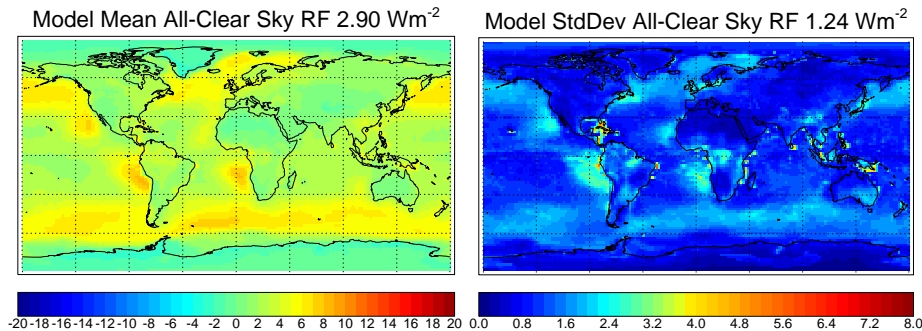 Model Mean All-Clear Sky RF 2.90 Wm-2
Model StdDev All-Clear Sky RF 1.24 Wm-2
-20 -18 -16 -14 -12 -10 -8 -6 -4 -2 0 2 4 6 8 10 12 14 16 18 20
0.0 0.8 1.6 2.4 3.2 4.0 4.8 5.6 6.4 7.2